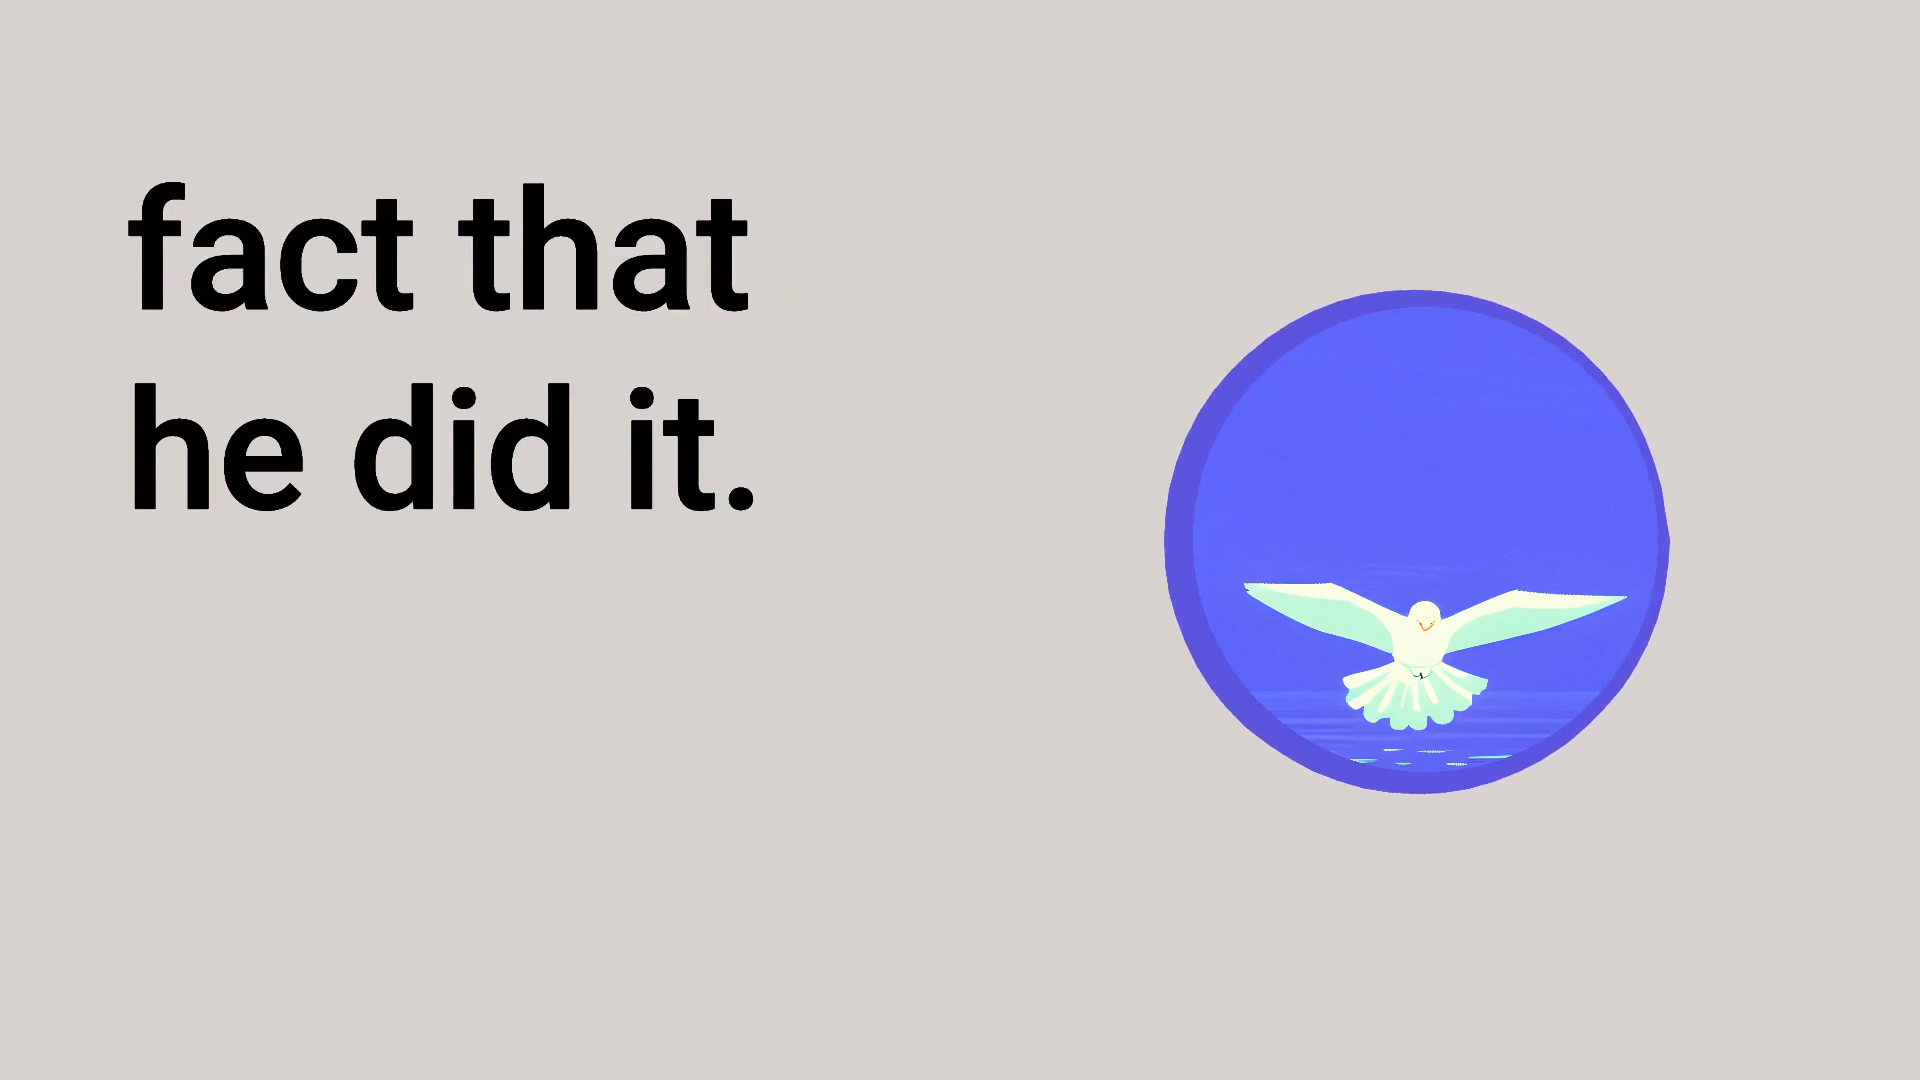 fact that
he did it.